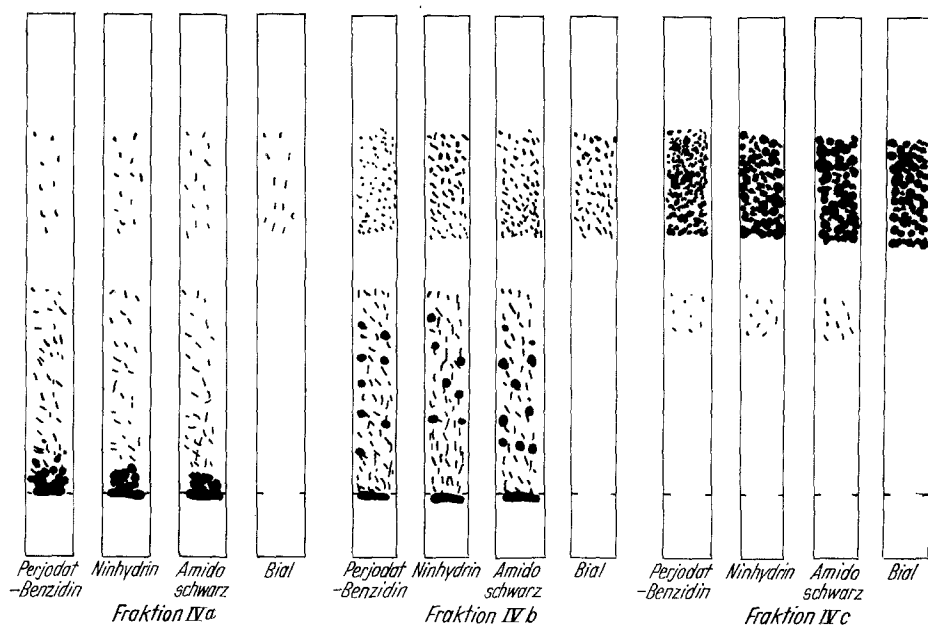 Perjodat Ninhydrin Amido Bial Perjodat Ninhydrin Amido Bial Perjodat Ninhydrin Amido Bial
-Benzidin schwarz -Benzidin schwarz -Benzidin schwarz
Fraktion IVa Fraktion IVb Fraktion IVc